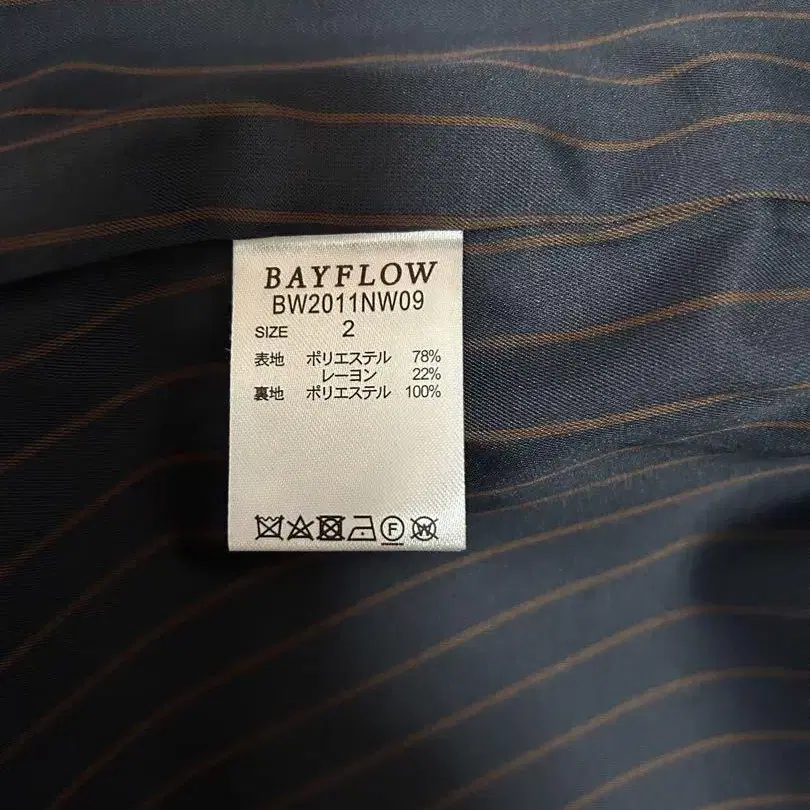 BAYFLOW
BW2011NW09
SIZE 2
表地 ポリエステル 78%
レーヨン 22%
裏地 ポリエステル 100%
F W